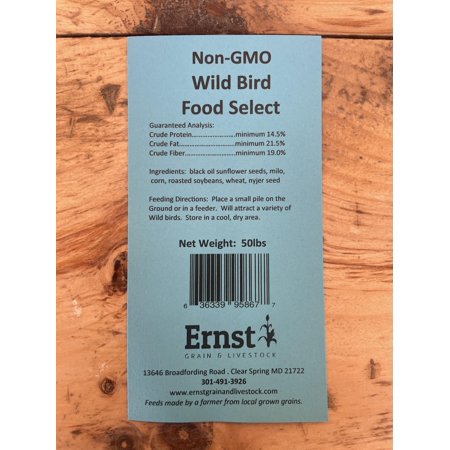 Non-GMO
Wild Bird
Food Select
Guaranteed Analysis:
Crude Protein........................minimum 14.5%
Crude Fat..............................minimum 21.5%
Crude Fiber...........................minimum 19.0%
Ingredients: black oil sunflower seeds, milo,
corn, roasted soybeans, wheat, nyjer seed
Feeding Directions: Place a small pile on the
Ground or in a feeder. Will attract a variety of
Wild birds. Store in a cool, dry area.
Net Weight: 50lbs
6 36339 95867 7
Ernst
GRAIN & LIVESTOCK
13646 Broadfording Road . Clear Spring MD 21722
301-491-3926
www.ernstgrainandlivestock.com
Feeds made by a farmer from local grown grains.